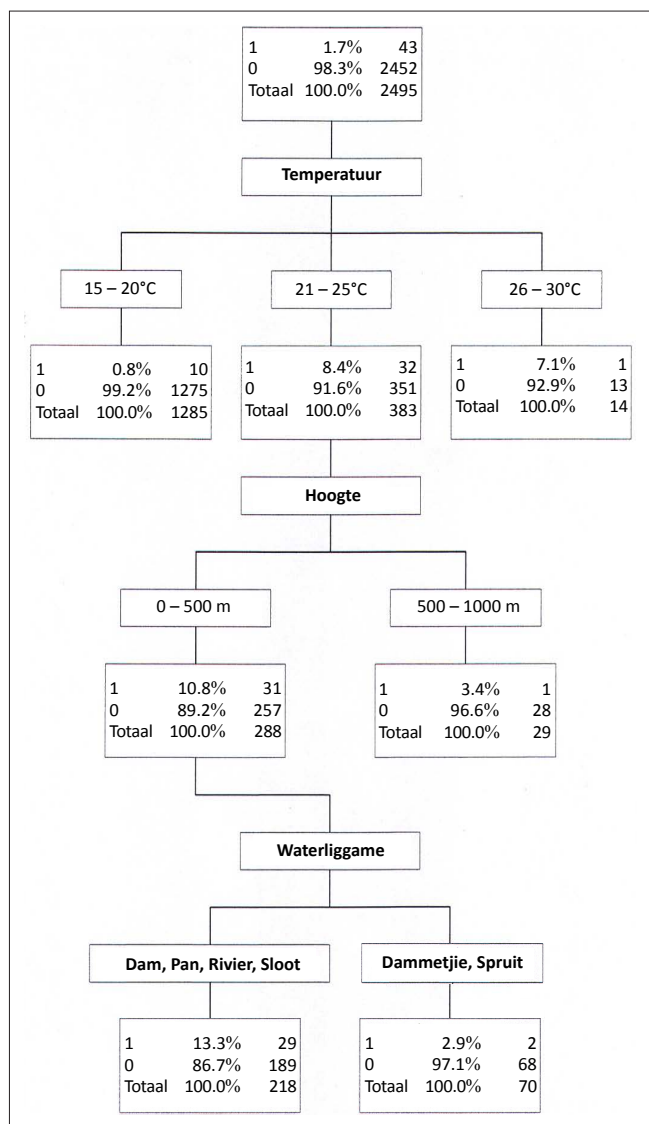 1 1.7% 43
0 98.3% 2452
Totaal 100.0% 2495
Temperatuur
15 – 20°C
21 – 25°C
26 – 30°C
1 0.8% 10
0 99.2% 1275
Totaal 100.0% 1285
1 8.4% 32
0 91.6% 351
Totaal 100.0% 383
1 7.1% 1
0 92.9% 13
Totaal 100.0% 14
Hoogte
0 – 500 m
500 – 1000 m
1 10.8% 31
0 89.2% 257
Totaal 100.0% 288
1 3.4% 1
0 96.6% 28
Totaal 100.0% 29
Waterliggame
Dam, Pan, Rivier, Sloot
Dammetjie, Spruit
1 13.3% 29
0 86.7% 189
Totaal 100.0% 218
1 2.9% 2
0 97.1% 68
Totaal 100.0% 70